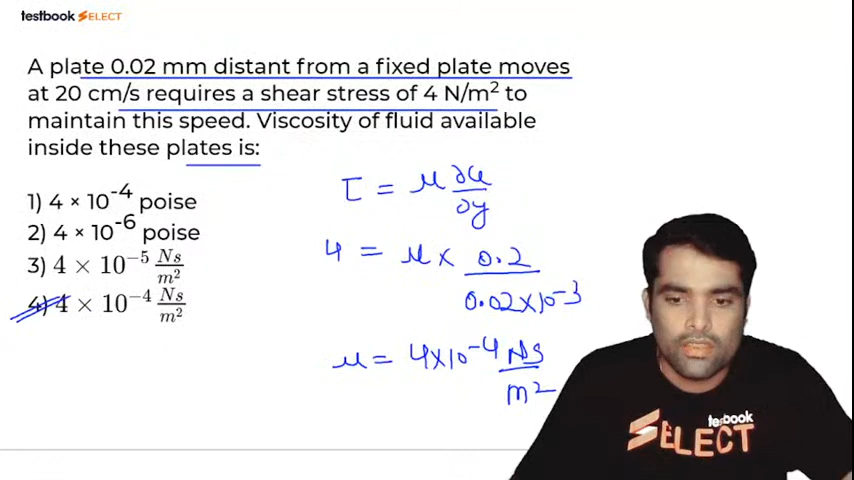 testbook SELECT
A plate 0.02 mm distant from a fixed plate moves
at 20 cm/s requires a shear stress of 4 N/m² to
maintain this speed. Viscosity of fluid available
inside these plates is:
1) 4 × 10⁻⁴ poise
2) 4 × 10⁻⁶ poise
3) 4 × 10⁻⁵ Ns/m²
4) 4 × 10⁻⁴ Ns/m²
τ = μ ∂u/∂y
4 = μ × 0.2/0.02×10⁻³
μ = 4×10⁻⁴ Ns/m²
testbook
SELECT